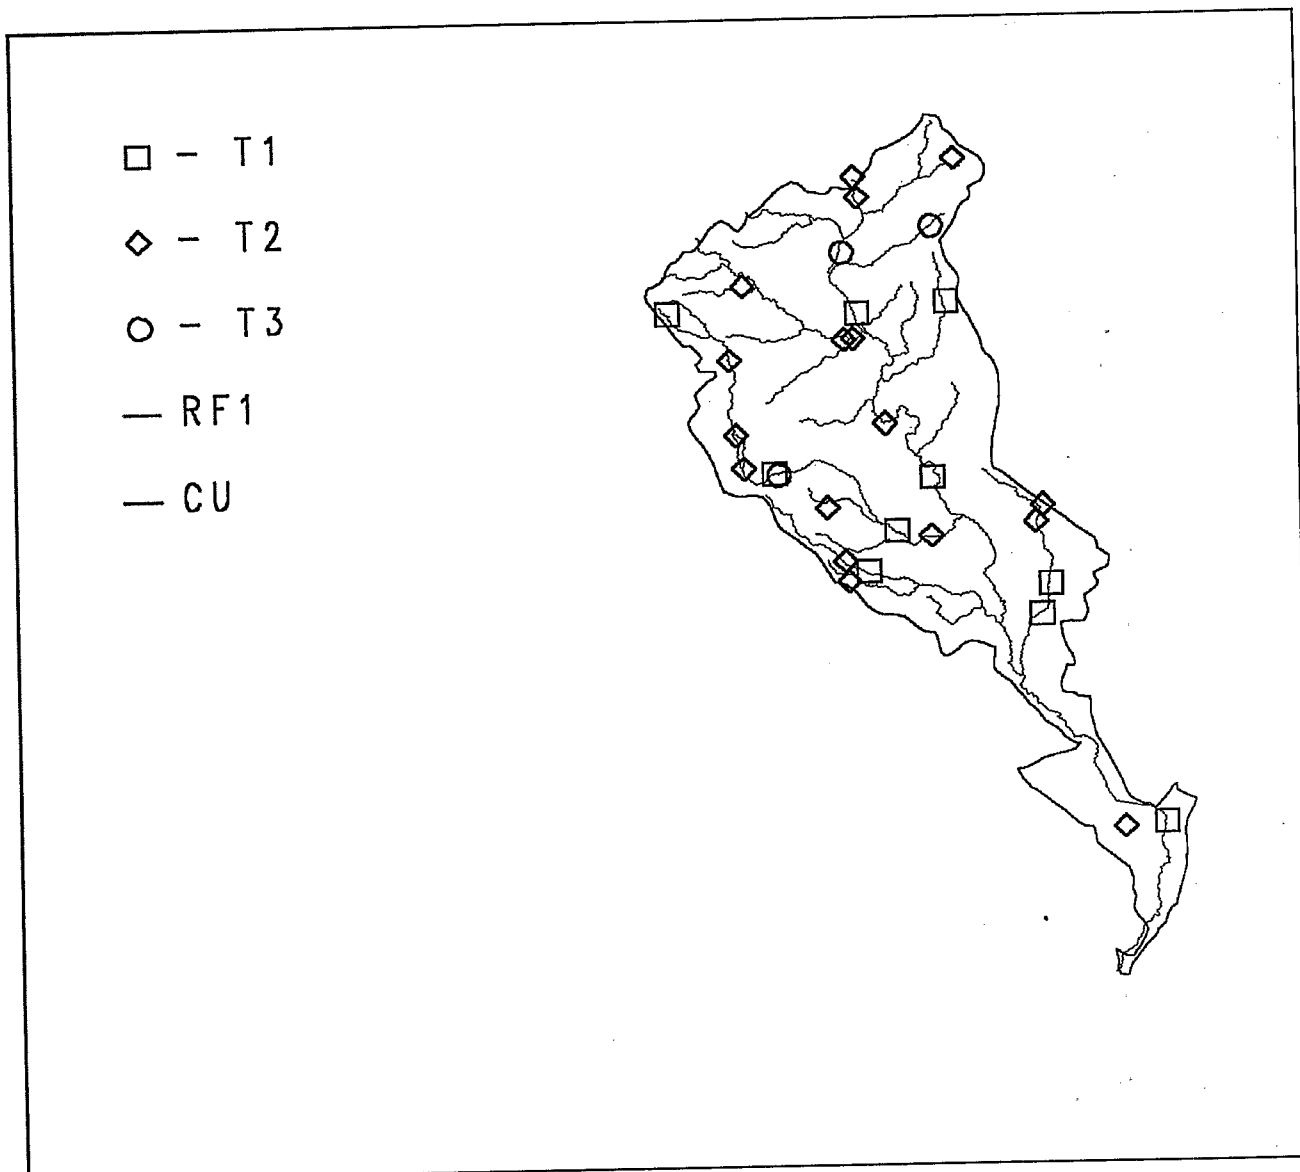 □ – T1
◇ – T2
○ – T3
— RF1
— CU